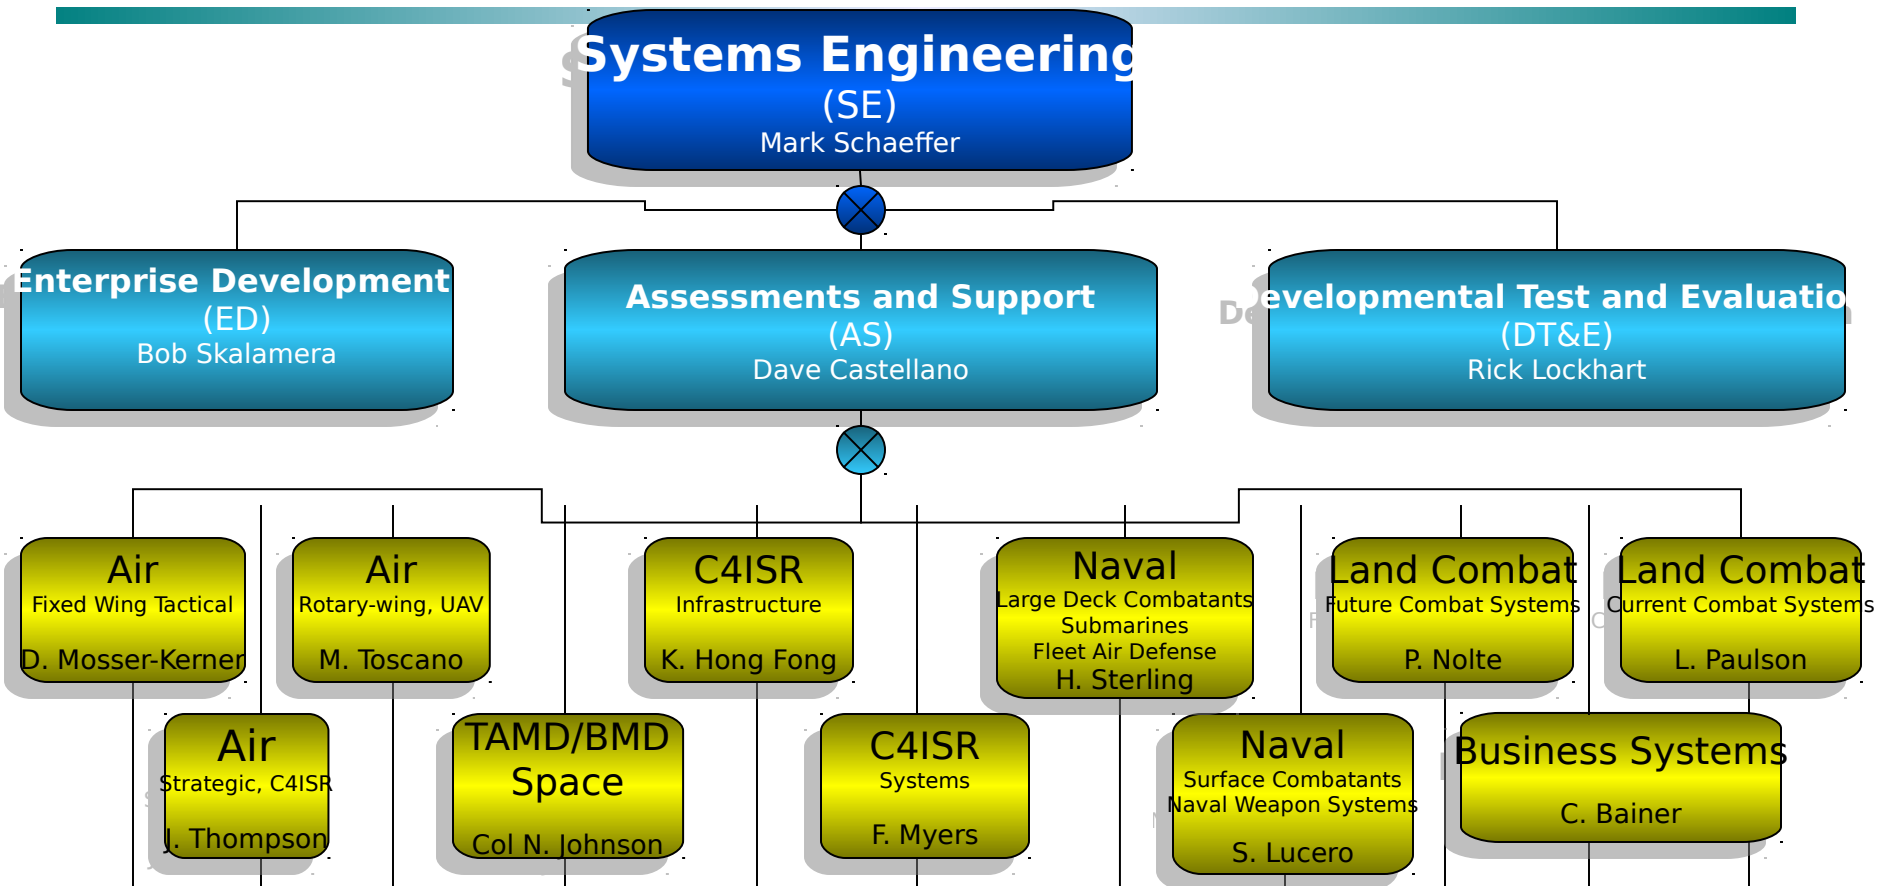 Systems Engineering
(SE)
Mark Schaeffer
Enterprise Development
(ED)
Bob Skalamera
Assessments and Support
(AS)
Dave Castellano
Developmental Test and Evaluation
(DT&E)
Rick Lockhart
Air
Fixed Wing Tactical
D. Mosser-Kerner
Air
Rotary-wing, UAV
M. Toscano
C4ISR
Infrastructure
K. Hong Fong
Naval
Large Deck Combatants
Submarines
Fleet Air Defense
H. Sterling
Land Combat
Future Combat Systems
P. Nolte
Land Combat
Current Combat Systems
L. Paulson
Air
Strategic, C4ISR
J. Thompson
TAMD/BMD
Space
Col N. Johnson
C4ISR
Systems
F. Myers
Naval
Surface Combatants
Naval Weapon Systems
S. Lucero
Business Systems
C. Bainer